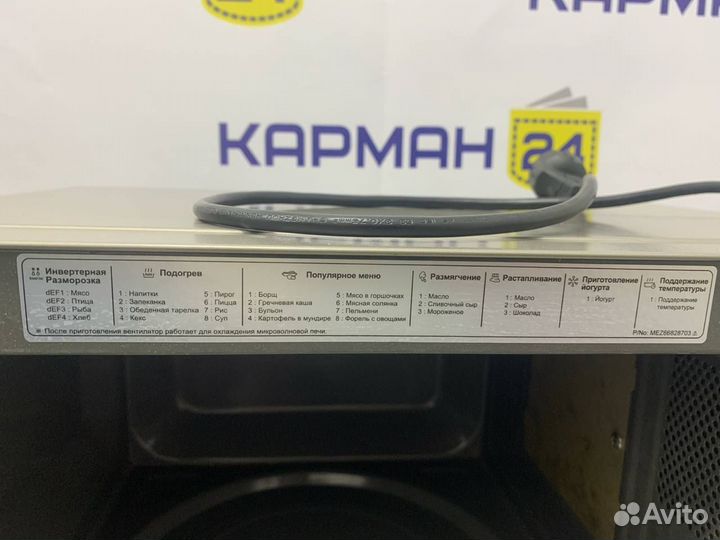 КАРМАН
КАРМАН 24
Инвертерная Разморозка
dEF1 : Мясо
dEF2 : Птица
dEF3 : Рыба
dEF4 : Хлеб
Подогрев
1 : Напитки
2 : Запеканка
3 : Обеденная тарелка
4 : Кекс
5 : Пирог
6 : Пицца
7 : Рис
8 : Суп
Популярное меню
1 : Борщ
2 : Гречневая каша
3 : Бульон
4 : Картофель в мундире
5 : Мясо в горшочках
6 : Мясная солянка
7 : Пельмени
8 : Форель с овощами
Размягчение
1 : Масло
2 : Сливочный сыр
3 : Мороженое
Растапливание
1 : Масло
2 : Сыр
3 : Шоколад
Приготовление йогурта
1 : Йогурт
Поддержание температуры
1 : Поддержание температуры
※ После приготовления вентилятор работает для охлаждения микроволновой печи.
P/No: MEZ66828703
Avito